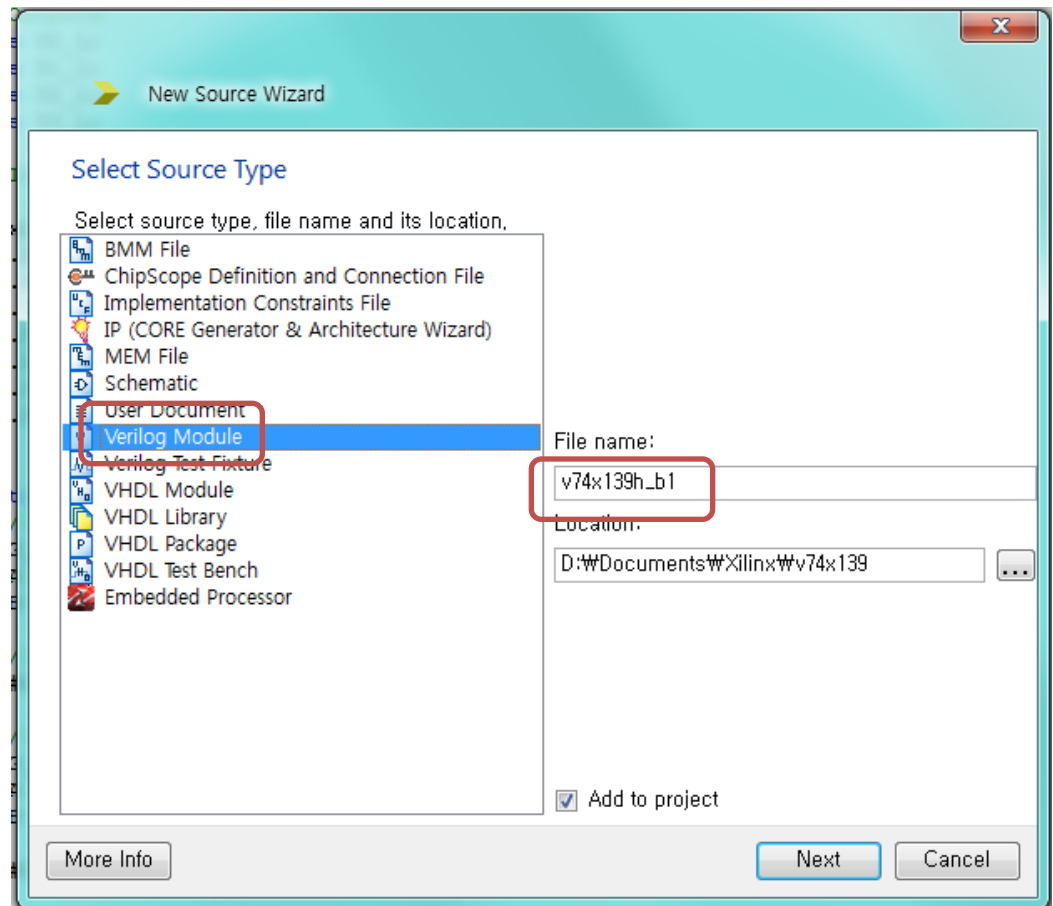 New Source Wizard
Select Source Type
Select source type, file name and its location,
BMM File
ChipScope Definition and Connection File
Implementation Constraints File
IP (CORE Generator & Architecture Wizard)
MEM File
Schematic
User Document
Verilog Module
Verilog Test Fixture
VHDL Module
VHDL Library
VHDL Package
VHDL Test Bench
Embedded Processor
File name:
v74x139h_b1
Location:
D:₩Documents₩Xilinx₩v74x139
...
Add to project
More Info
Next
Cancel